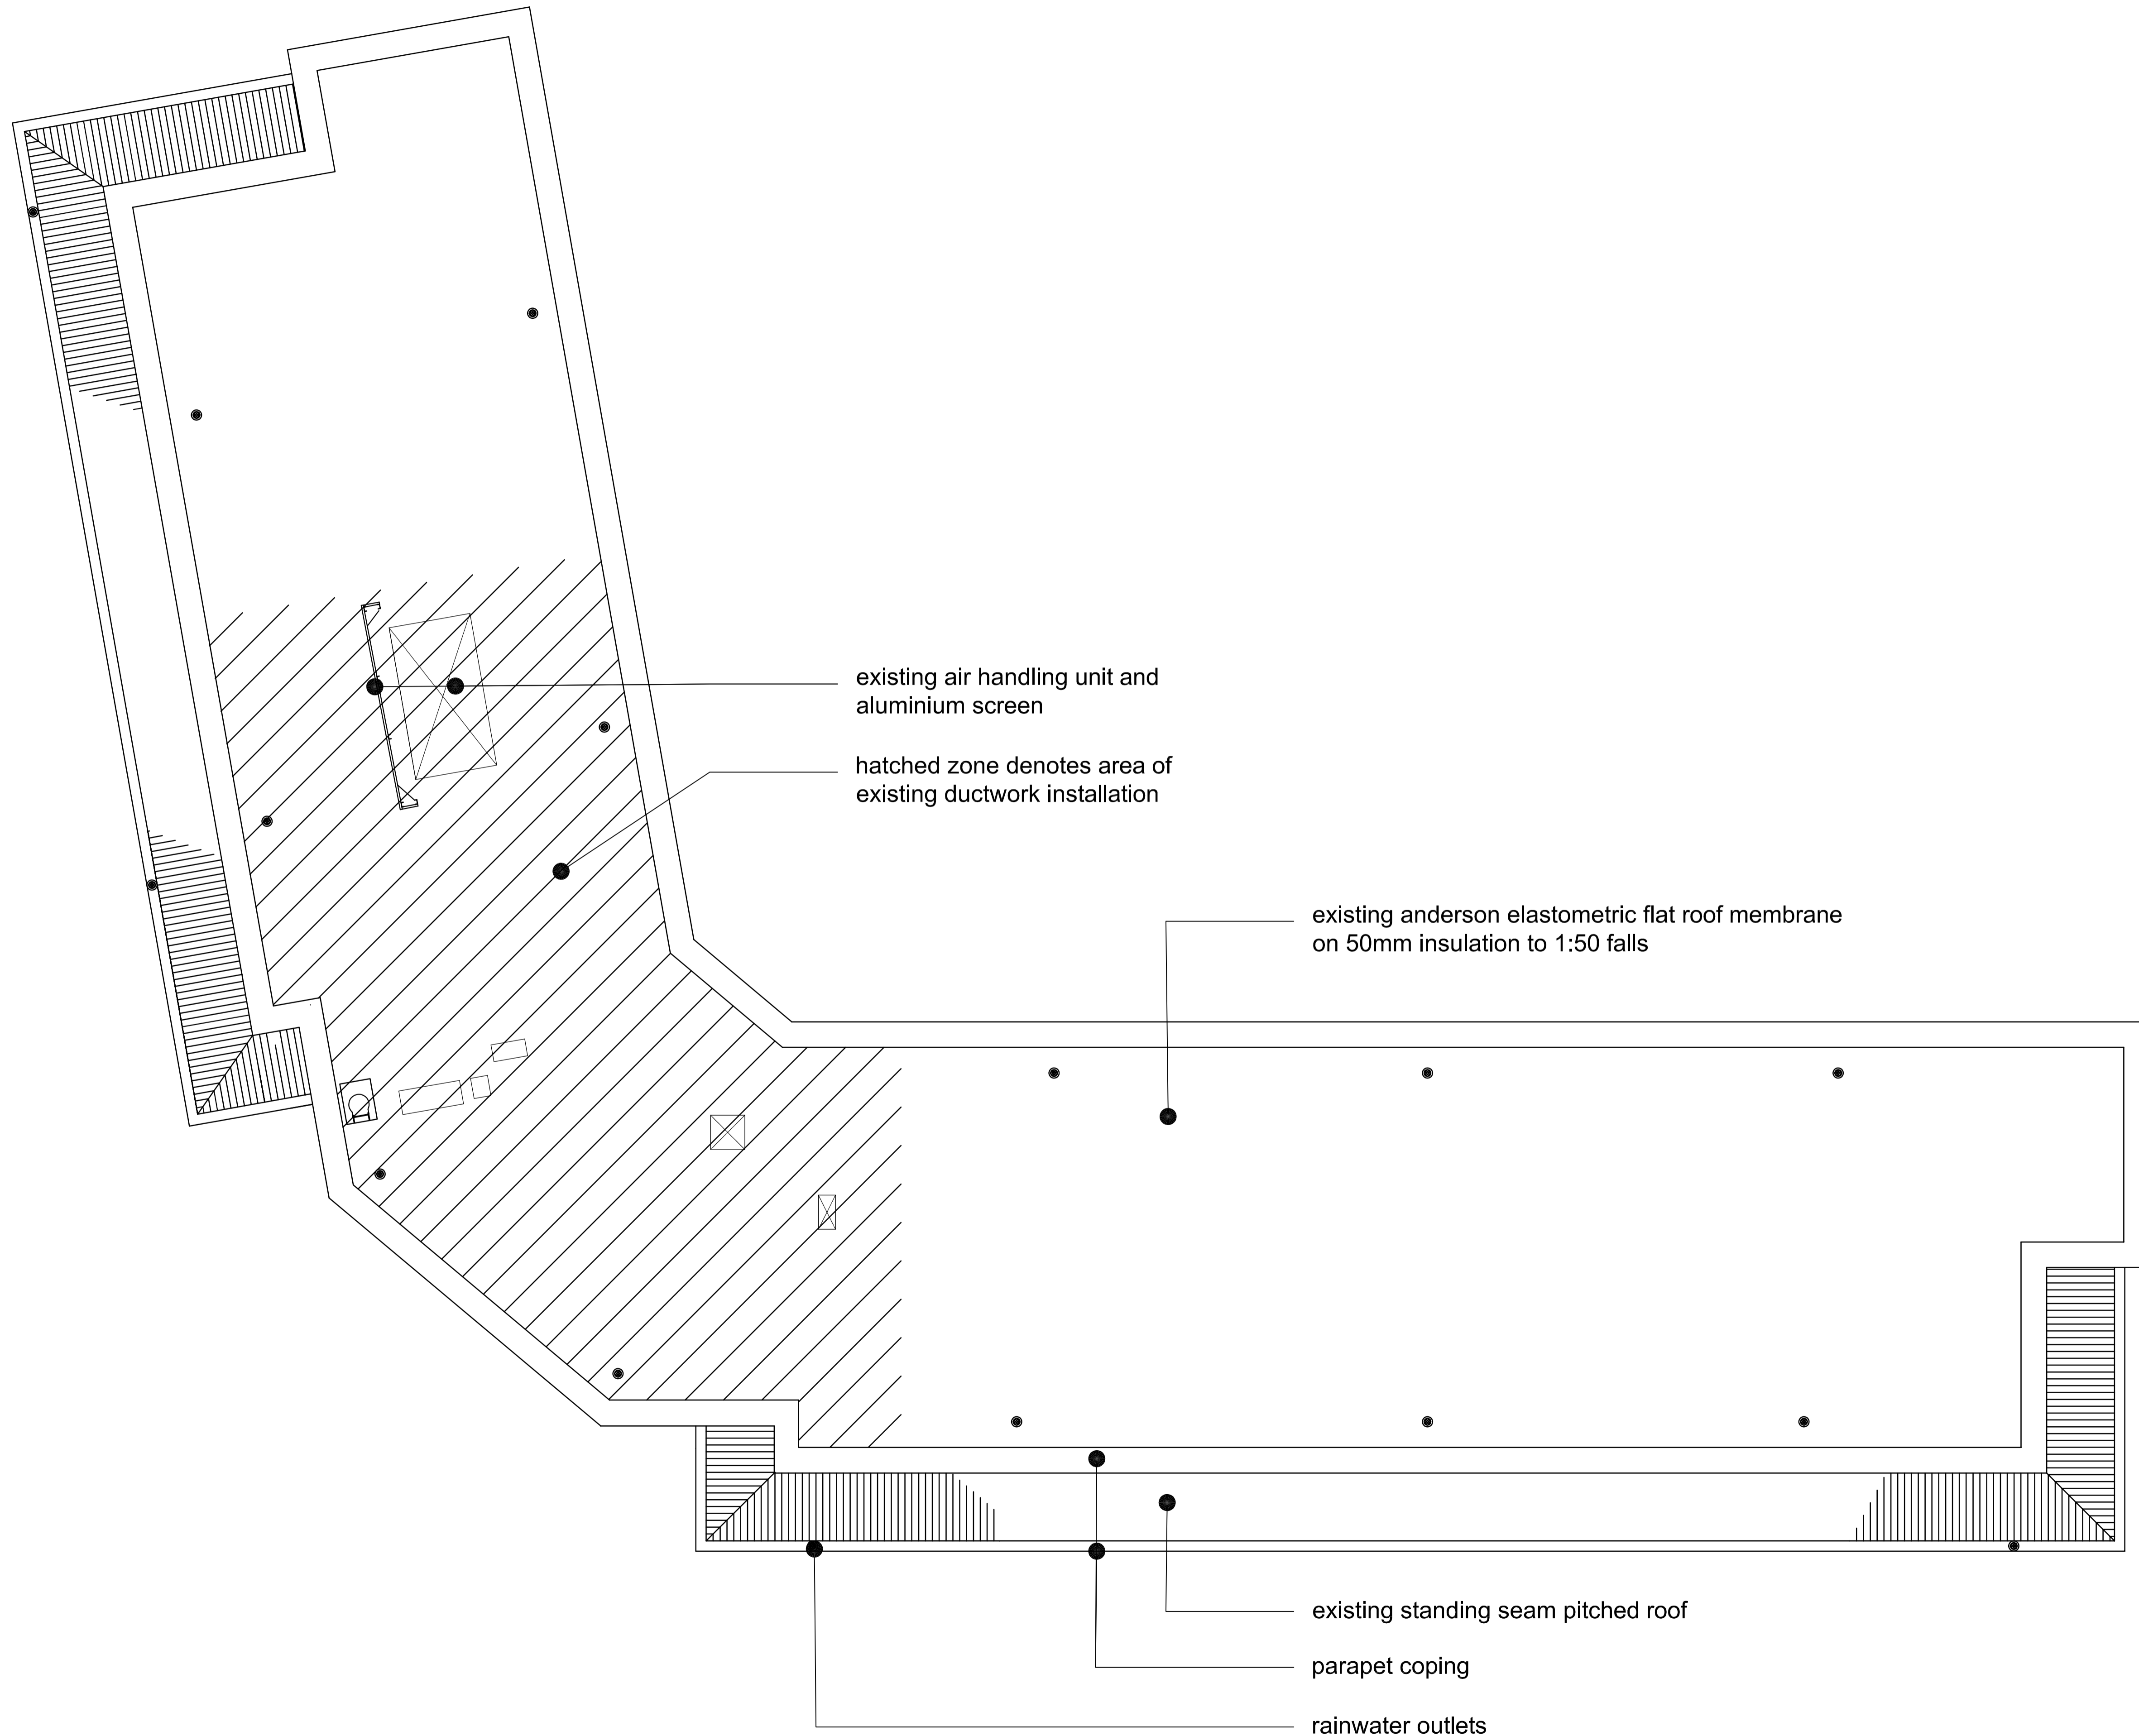 existing air handling unit and
aluminium screen
hatched zone denotes area of
existing ductwork installation
existing anderson elastometric flat roof membrane
on 50mm insulation to 1:50 falls
existing standing seam pitched roof
parapet coping
rainwater outlets